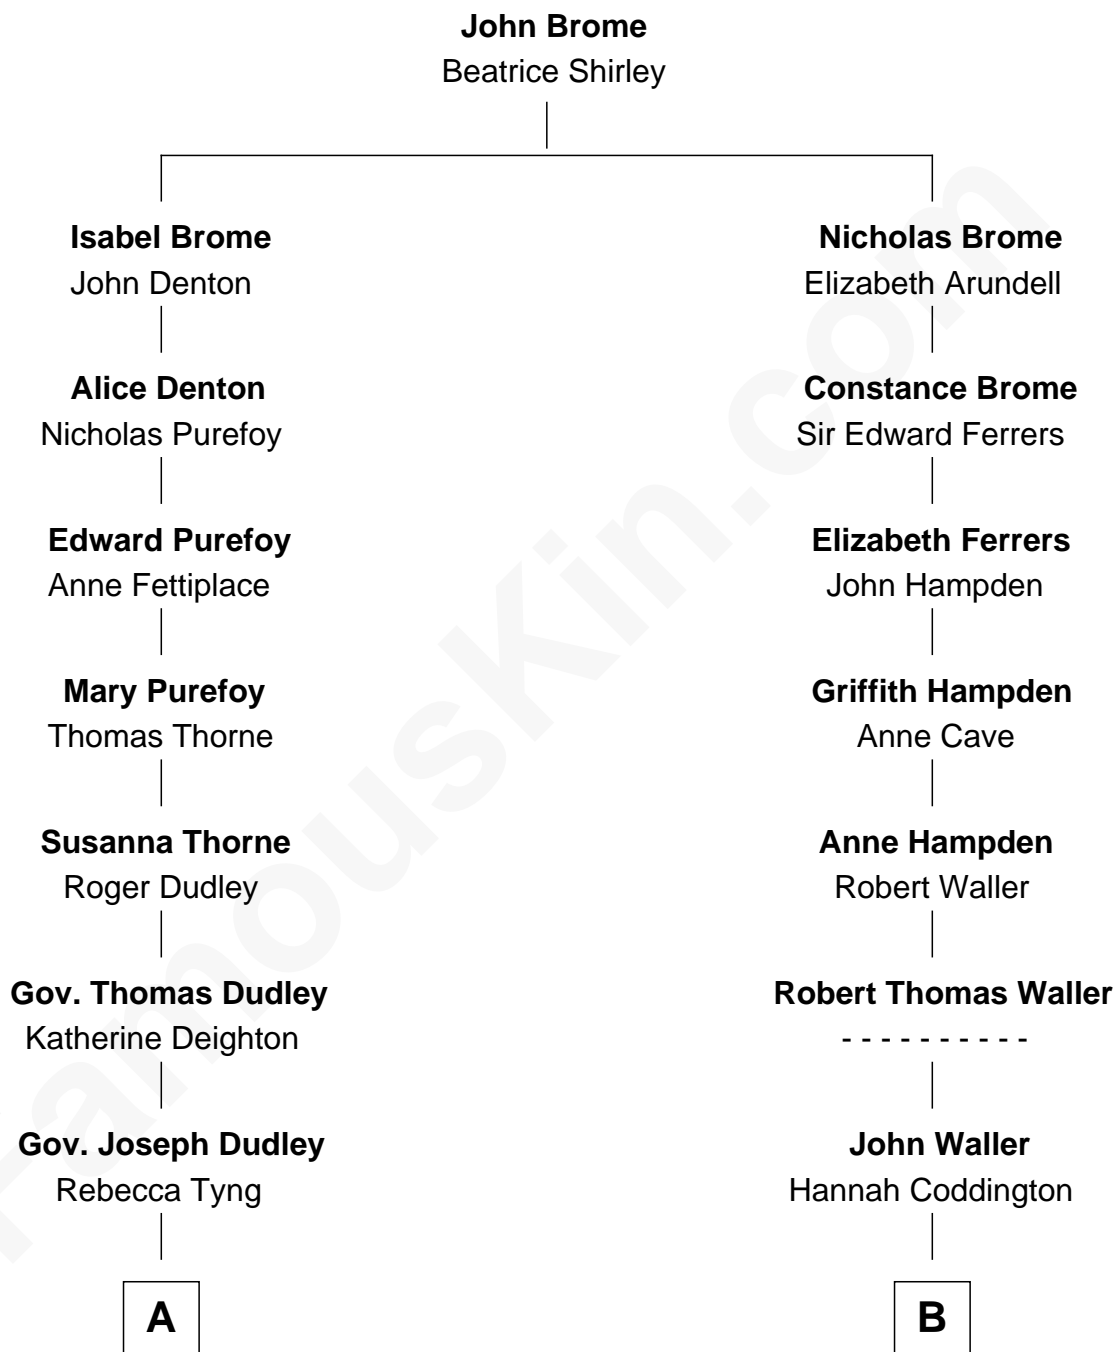 John Brome
Beatrice Shirley
Isabel Brome
John Denton
Nicholas Brome
Elizabeth Arundell
Alice Denton
Nicholas Purefoy
Constance Brome
Sir Edward Ferrers
Edward Purefoy
Anne Fettiplace
Elizabeth Ferrers
John Hampden
Mary Purefoy
Thomas Thorne
Griffith Hampden
Anne Cave
Susanna Thorne
Roger Dudley
Anne Hampden
Robert Waller
Gov. Thomas Dudley
Katherine Deighton
Robert Thomas Waller
- - - - - - - - - -
Gov. Joseph Dudley
Rebecca Tyng
John Waller
Hannah Coddington
A
B
FamousKin.com